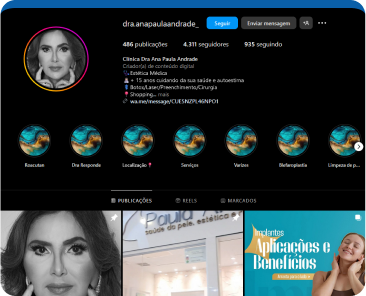 dra.anapaulaandrade_
Seguir
Enviar mensagem
486 publicações
4,311 seguidores
935 seguindo
Clínica Dra Ana Paula Andrade
Criador(a) de conteúdo digital
Estética Médica
+ 15 anos cuidando da sua saúde e autoestima
Botox/Laser/Preenchimento/Cirurgia
Shopping... mais
wa.me/message/CUESNZPL46NPO1
Roacutan
Dra Responde
Localização
Serviços
Varizes
Blefaroplastia
Limpeza de p...
PUBLICAÇÕES
REELS
MARCADOS
Paula
saúde da pele, estética
Implantes
Aplicações e
Benefícios